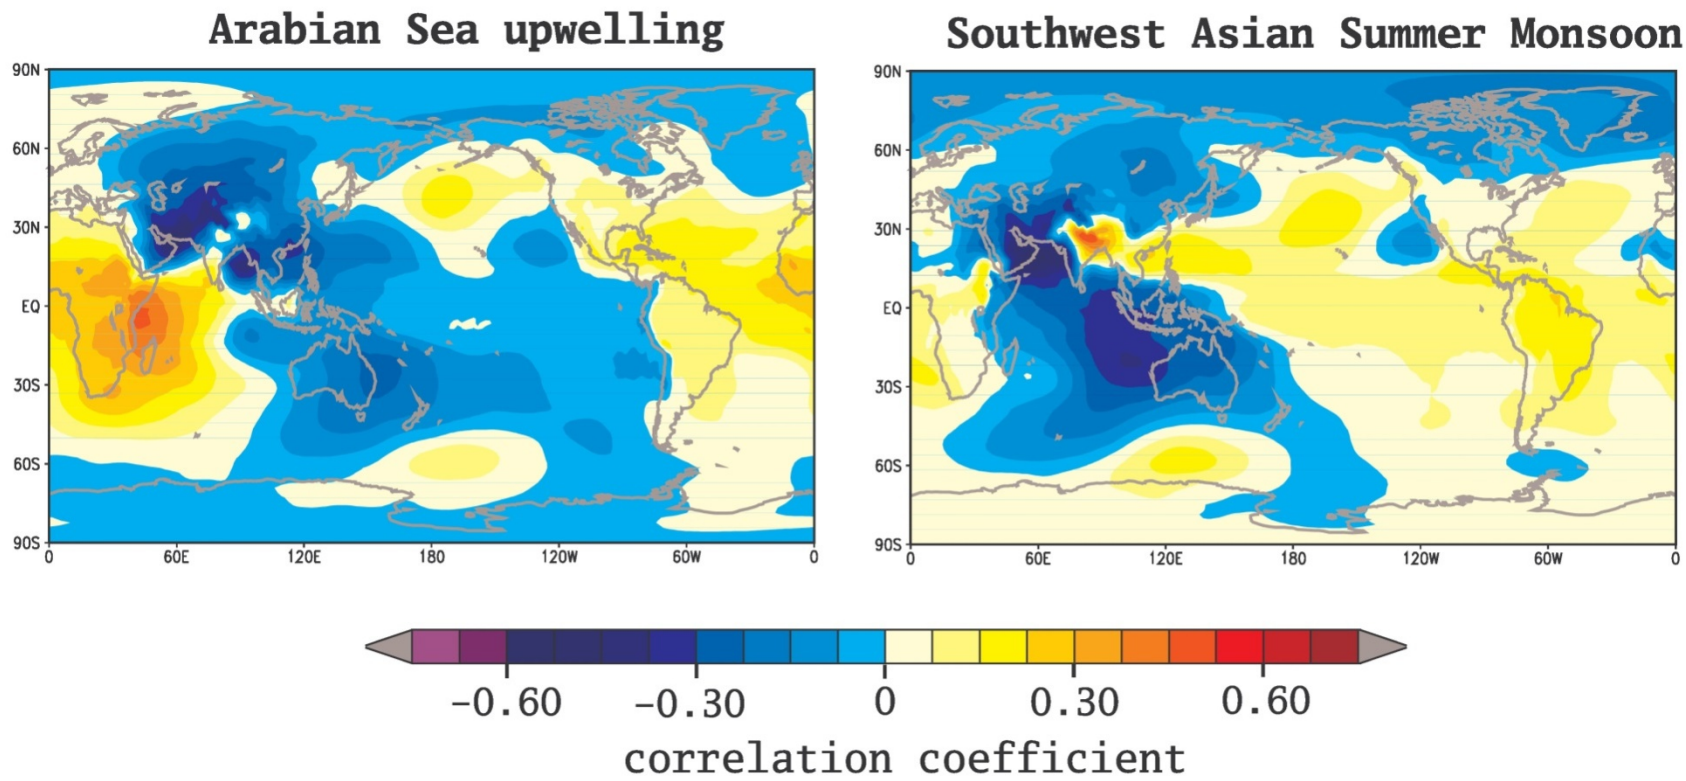 Arabian Sea upwelling
Southwest Asian Summer Monsoon
90N
60N
30N
EQ
30S
60S
90S
0 60E 120E 180 120W 60W 0
90N
60N
30N
EQ
30S
60S
90S
0 60E 120E 180 120W 60W 0
-0.60 -0.30 0 0.30 0.60
correlation coefficient